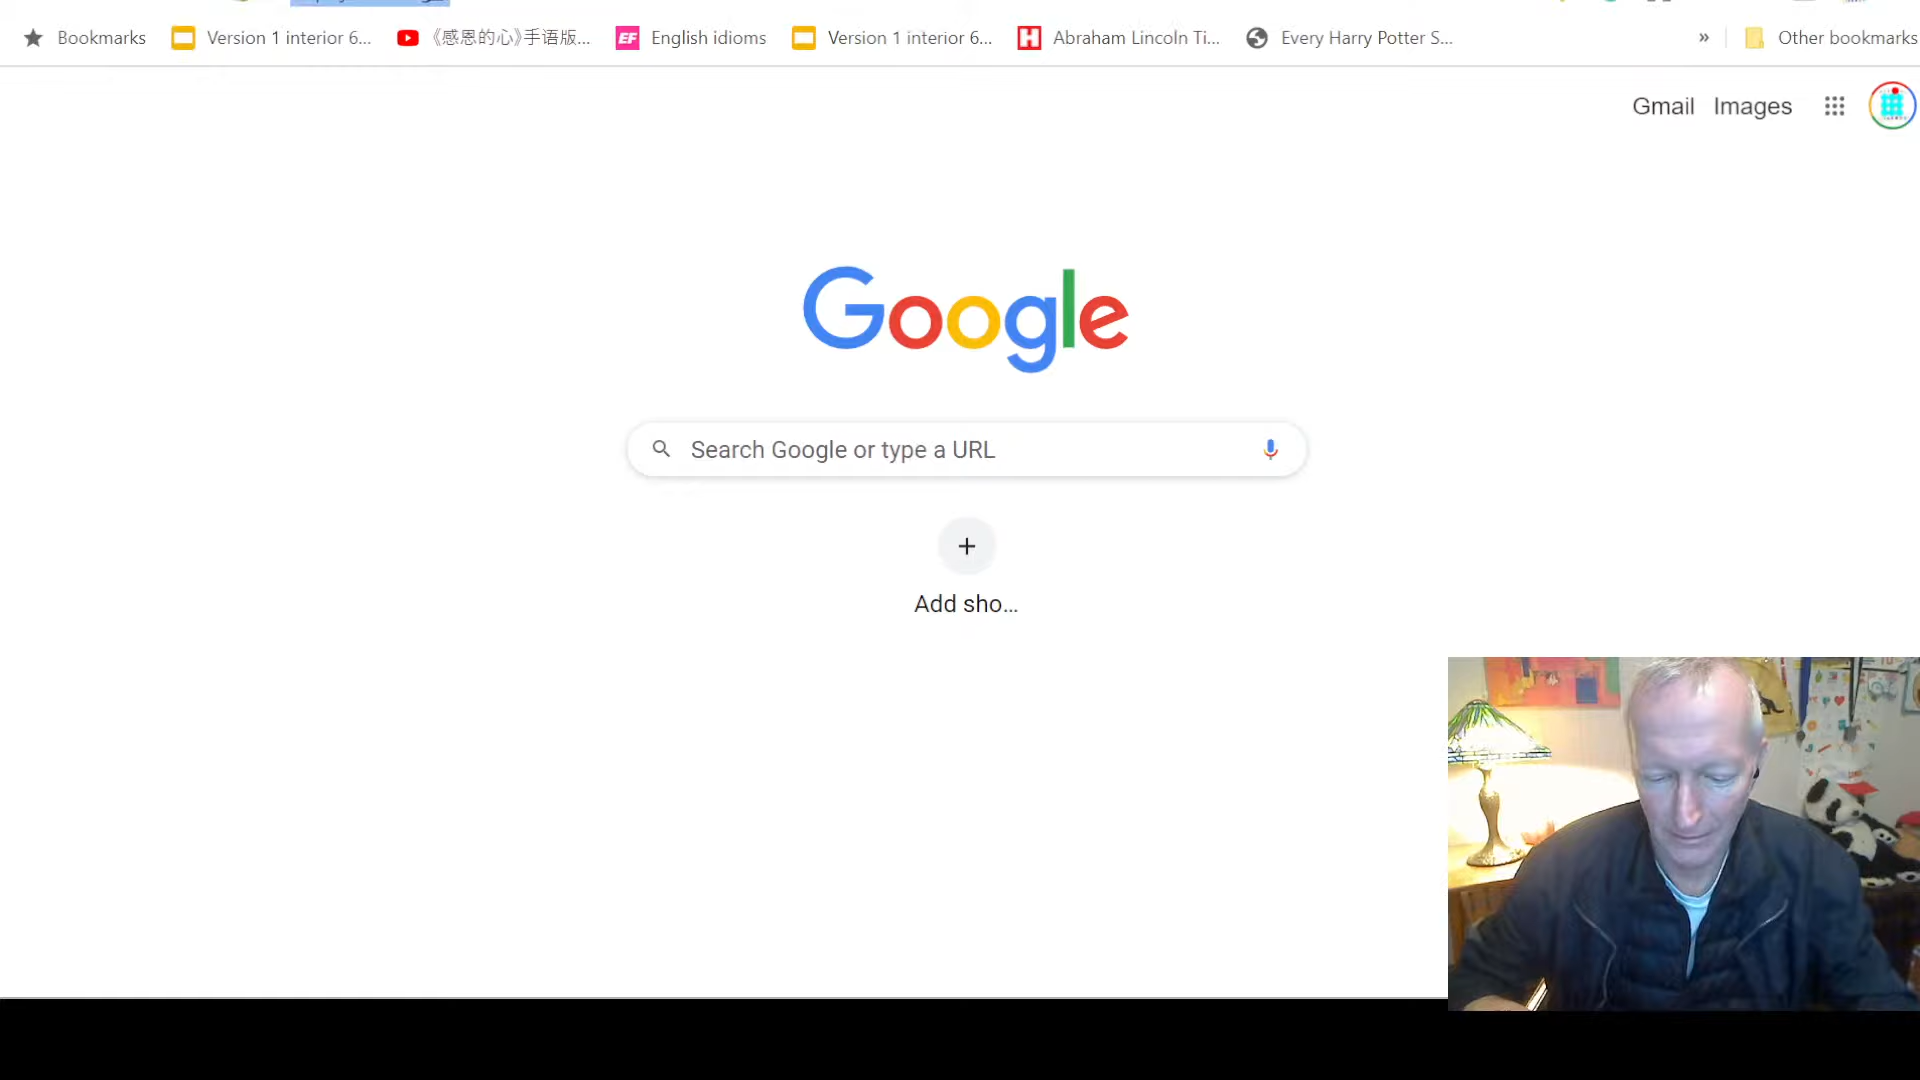 Bookmarks
Version 1 interior 6...
《感恩的心》手语版...
EF English idioms
Version 1 interior 6...
H Abraham Lincoln Ti...
Every Harry Potter S...
»
Other bookmarks
Gmail
Images
Google
Search Google or type a URL
Add sho...